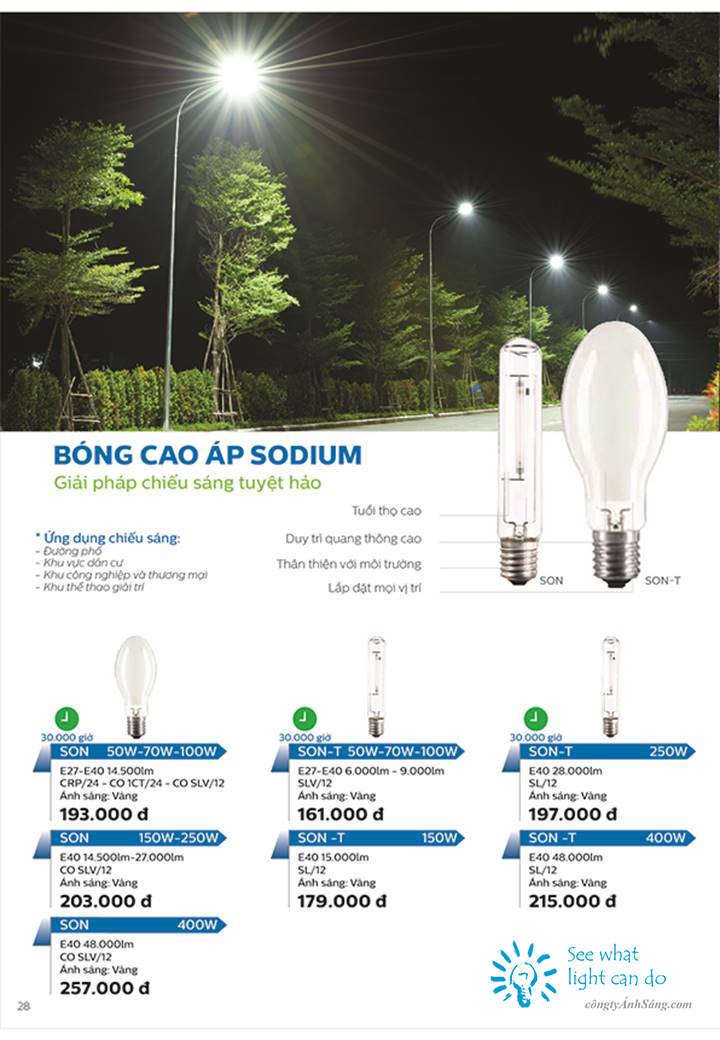 BÓNG CAO ÁP SODIUM
Giải pháp chiếu sáng tuyệt hảo
Tuổi thọ cao
Duy trì quang thông cao
Thân thiện với môi trường
Lắp đặt mọi vị trí
SON
SON-T
* Ứng dụng chiếu sáng:
- Đường phố
- Khu vực dân cư
- Khu công nghiệp và thương mại
- Khu thể thao giải trí
30.000 giờ
SON 50W-70W-100W
E27-E40 14.500lm
CRP/24 - CO 1CT/24 - CO SLV/12
Ánh sáng: Vàng
193.000 đ
SON 150W-250W
E40 14.500lm-27.000lm
CO SLV/12
Ánh sáng: Vàng
203.000 đ
SON 400W
E40 48.000lm
CO SLV/12
Ánh sáng: Vàng
257.000 đ
30.000 giờ
SON-T 50W-70W-100W
E27-E40 6.000lm - 9.000lm
SLV/12
Ánh sáng: Vàng
161.000 đ
SON -T 150W
E40 15.000lm
SL/12
Ánh sáng: Vàng
179.000 đ
30.000 giờ
SON-T 250W
E40 28.000lm
SL/12
Ánh sáng: Vàng
197.000 đ
SON -T 400W
E40 48.000lm
SL/12
Ánh sáng: Vàng
215.000 đ
See what
light can do
côngtyÁnhSáng.com
28